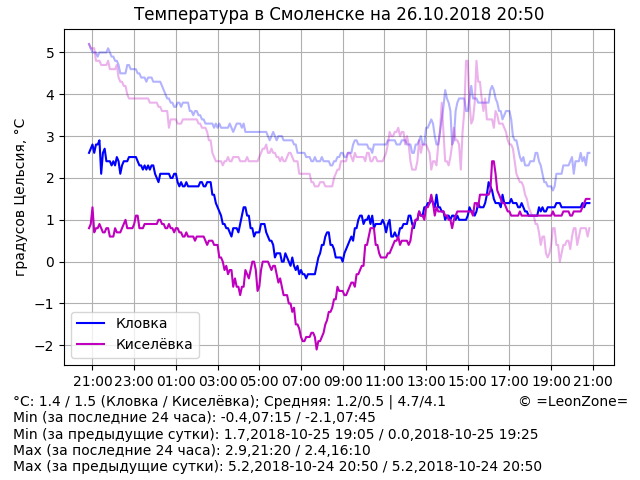 Температура в Смоленске на 26.10.2018 20:50
градусов Цельсия, °C
5
4
3
2
1
0
−1
−2
Кловка
Киселёвка
21:00 23:00 01:00 03:00 05:00 07:00 09:00 11:00 13:00 15:00 17:00 19:00 21:00
°C: 1.4 / 1.5 (Кловка / Киселёвка); Средняя: 1.2/0.5 | 4.7/4.1 © =LeonZone=
Min (за последние 24 часа): -0.4,07:15 / -2.1,07:45
Min (за предыдущие сутки): 1.7,2018-10-25 19:05 / 0.0,2018-10-25 19:25
Max (за последние 24 часа): 2.9,21:20 / 2.4,16:10
Max (за предыдущие сутки): 5.2,2018-10-24 20:50 / 5.2,2018-10-24 20:50